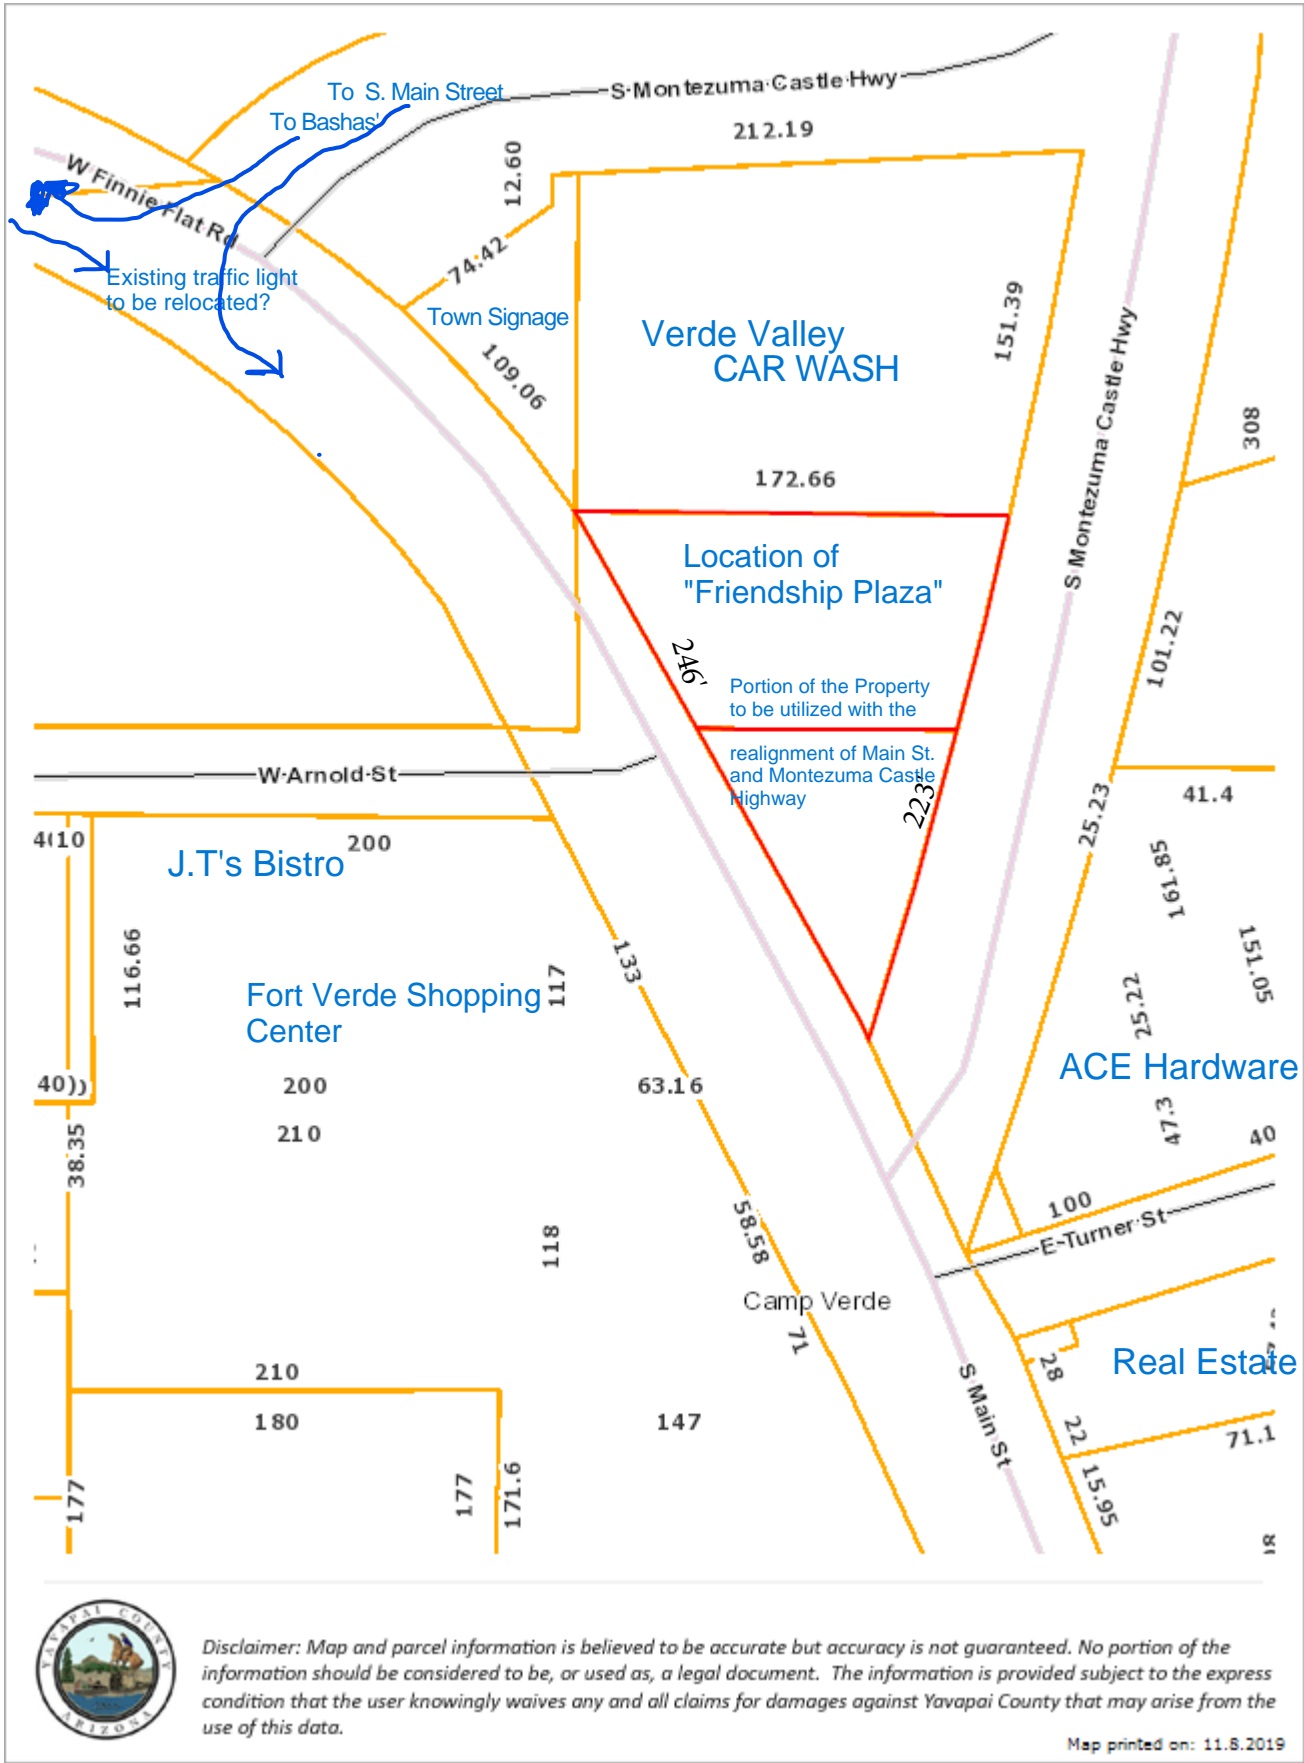 To S. Main Street
To Bashas'
S Montezuma Castle Hwy
212.19
W Finnie Flat Rd
12.60
74.42
Existing traffic light
to be relocated?
Town Signage
109.06
Verde Valley
CAR WASH
151.39
S Montezuma Castle Hwy
308
172.66
Location of
"Friendship Plaza"
246'
101.22
Portion of the Property
to be utilized with the
realignment of Main St.
and Montezuma Castle
Highway
223'
W Arnold St
25.23
41.4
200
J.T's Bistro
116.66
117
133
161.85
151.05
25.22
Fort Verde Shopping
Center
ACE Hardware
200
63.16
210
38.35
47.3
40
100
E Turner St
118
58.58
Camp Verde
71
28
Real Estate
S Main St
210
180
147
22
71.1
177
177
171.6
15.95
YAVAPAI COUNTY
ARIZONA
Disclaimer: Map and parcel information is believed to be accurate but accuracy is not guaranteed. No portion of the
information should be considered to be, or used as, a legal document. The information is provided subject to the express
condition that the user knowingly waives any and all claims for damages against Yavapai County that may arise from the
use of this data.
Map printed on: 11.8.2019